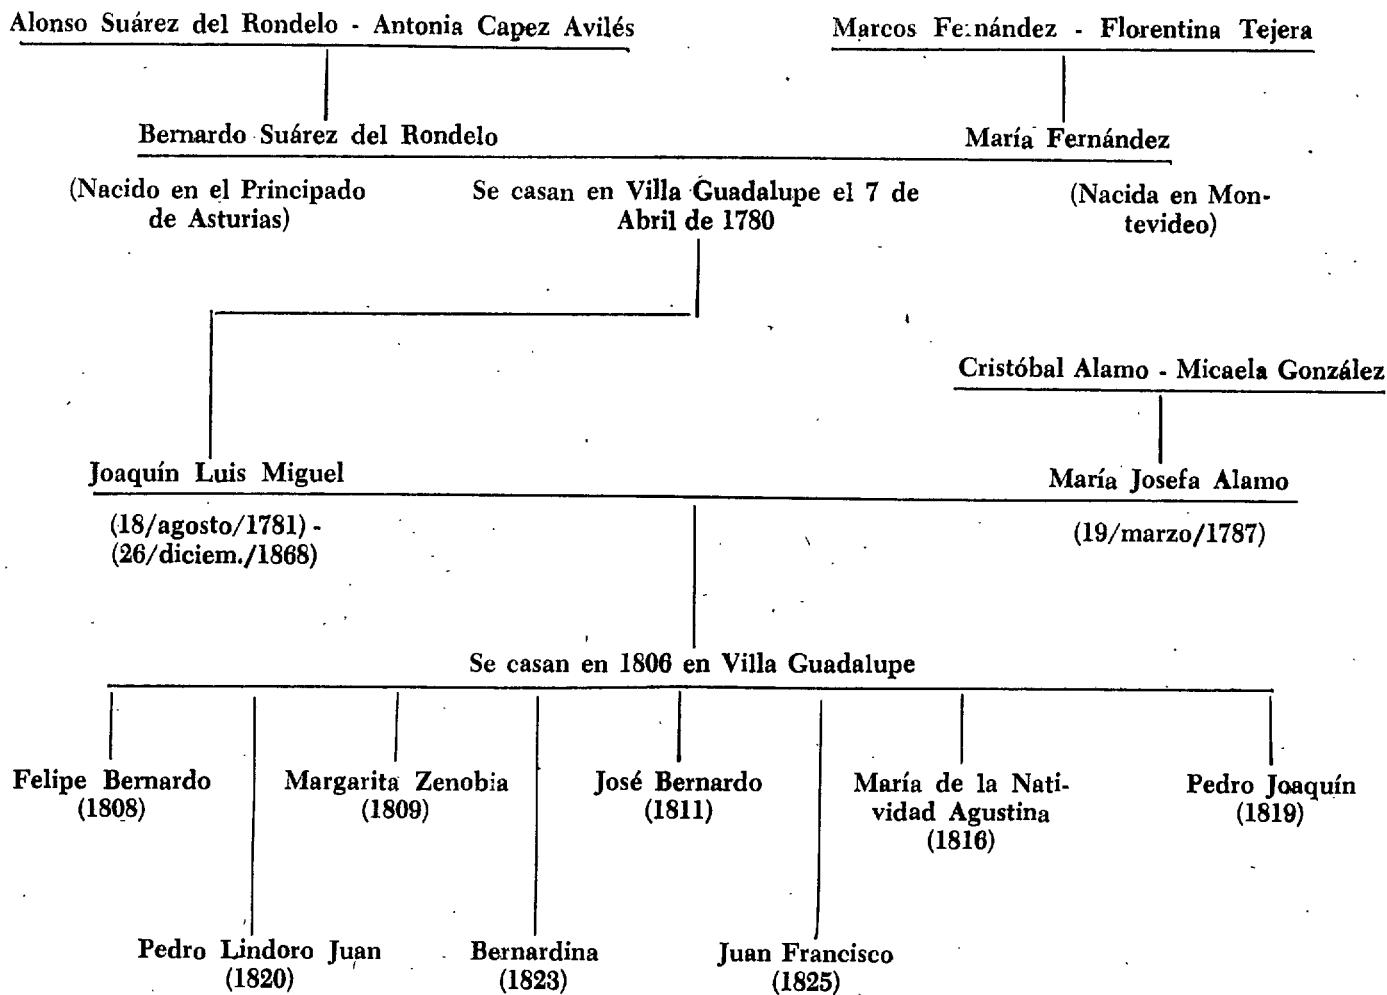 Alonso Suárez del Rondelo - Antonia Capez Avilés
Marcos Fernández - Florentina Tejera
Bernardo Suárez del Rondelo
María Fernández
(Nacido en el Principado
de Asturias)
Se casan en Villa Guadalupe el 7 de
Abril de 1780
(Nacida en Mon-
tevideo)
Cristóbal Alamo - Micaela González
Joaquín Luis Miguel
María Josefa Alamo
(18/agosto/1781) -
(26/diciem./1868)
(19/marzo/1787)
Se casan en 1806 en Villa Guadalupe
Felipe Bernardo
(1808)
Margarita Zenobia
(1809)
José Bernardo
(1811)
María de la Nati-
vidad Agustina
(1816)
Pedro Joaquín
(1819)
Pedro Lindoro Juan
(1820)
Bernardina
(1823)
Juan Francisco
(1825)